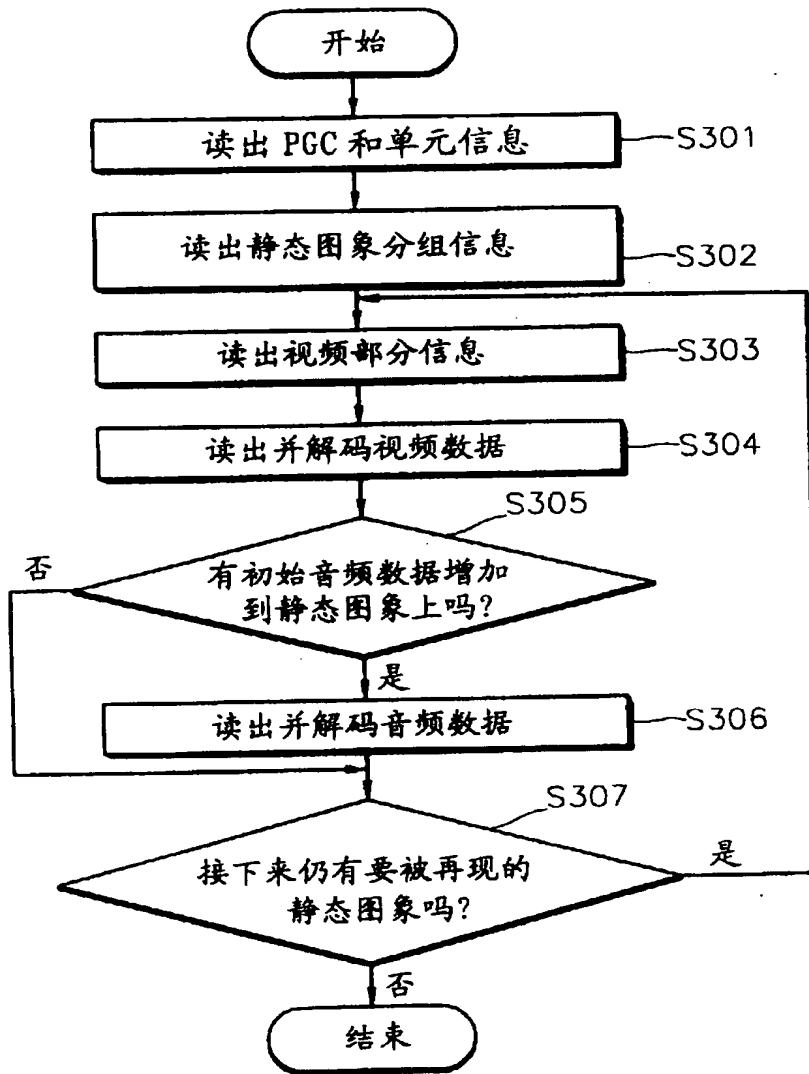 开始
读出 PGC 和单元信息
S301
读出静态图象分组信息
S302
读出视频部分信息
S303
读出并解码视频数据
S304
S305
否
有初始音频数据增加
到静态图象上吗?
是
读出并解码音频数据
S306
S307
接下来仍有要被再现的
静态图象吗?
是
否
结束